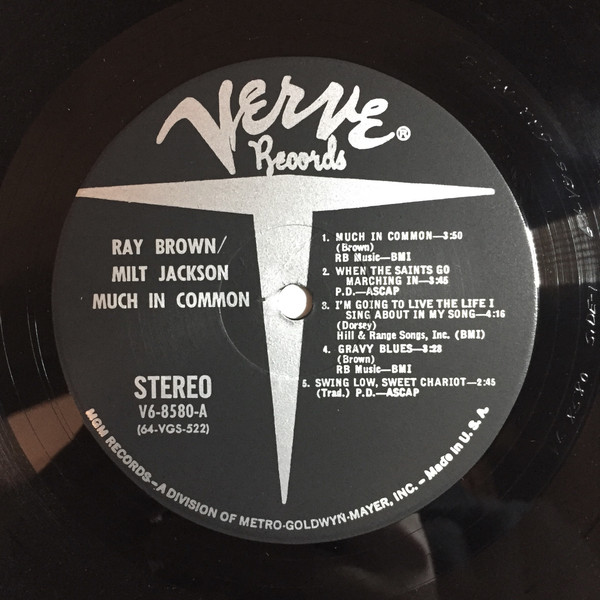 Verve®
Records
RAY BROWN/
MILT JACKSON
MUCH IN COMMON
STEREO
V6-8580-A
(64-VGS-522)
1. MUCH IN COMMON—3:50
(Brown)
RB Music—BMI
2. WHEN THE SAINTS GO
MARCHING IN—3:45
P.D.—ASCAP
3. I'M GOING TO LIVE THE LIFE I
SING ABOUT IN MY SONG—4:16
(Dorsey)
Hill & Range Songs, Inc. (BMI)
4. GRAVY BLUES—3:28
(Brown)
RB Music—BMI
5. SWING LOW, SWEET CHARIOT—2:45
(Trad.) P.D.—ASCAP
MGM RECORDS—A DIVISION OF METRO-GOLDWYN-MAYER, INC. – Made in U. S. A.